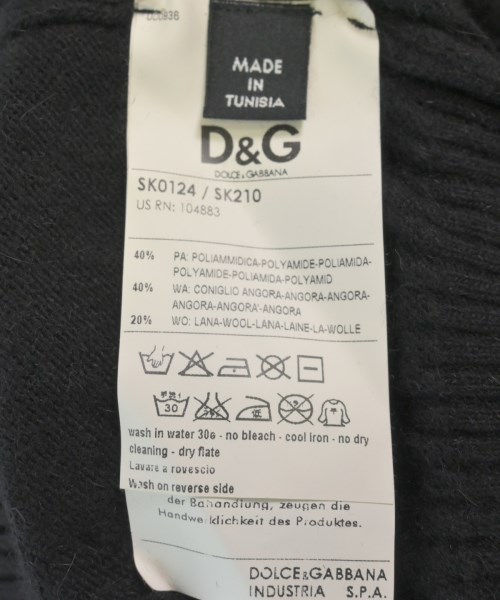 MADE
IN
TUNISIA
D&G
DOLCE & GABBANA
SK0124 / SK210
US RN: 104883
40% PA: POLIAMMIDICA-POLYAMIDE-POLIAMIDA-
POLYAMIDE-POLIAMIDA-POLYAMID
40% WA: CONIGLIO ANGORA-ANGORA-ANGORA-
ANGORA-ANGORA'-ANGORA
20% WO: LANA-WOOL-LANA-LAINE-LA-WOLLE
30
wash in water 30e - no bleach - cool iron - no dry
cleaning - dry flate
Lavare a rovescio
Wash on reverse side
der Behandlung, zeugen die
Handwerklichkeit des Produktes.
DOLCE & GABBANA
INDUSTRIA S.P.A.